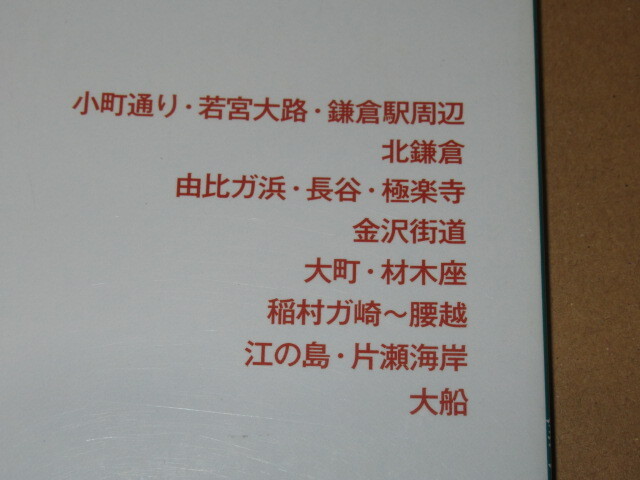 小町通り・若宮大路・鎌倉駅周辺
北鎌倉
由比ガ浜・長谷・極楽寺
金沢街道
大町・材木座
稲村ガ崎〜腰越
江の島・片瀬海岸
大船